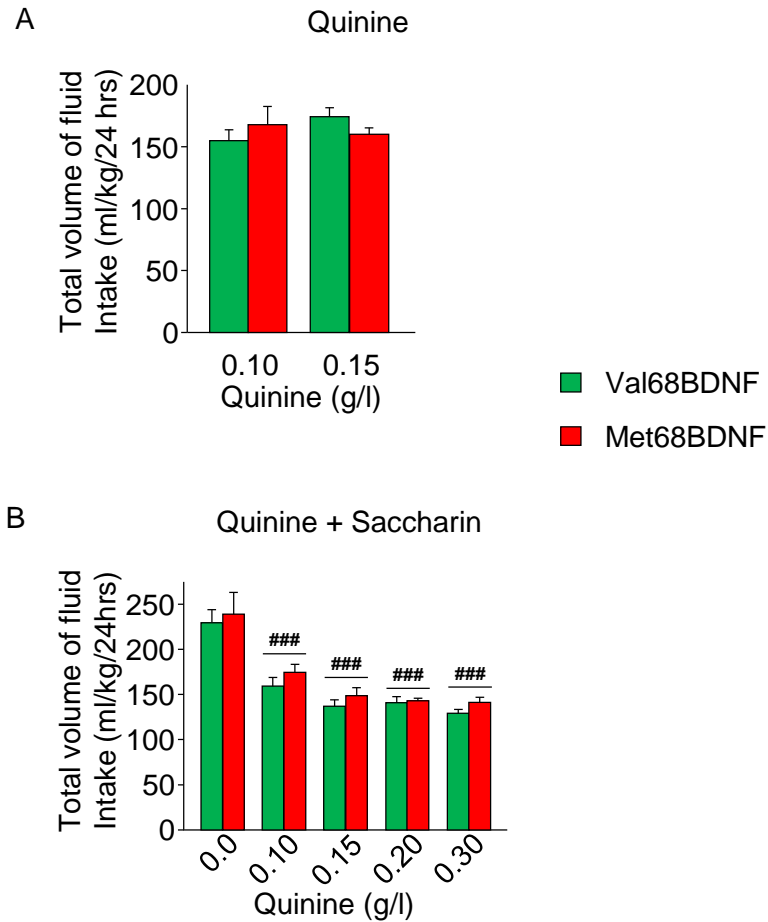 A
Quinine
Total volume of fluid
Intake (ml/kg/24 hrs)
200
150
100
50
0
0.10 0.15
Quinine (g/l)
Val68BDNF
Met68BDNF
B
Quinine + Saccharin
Total volume of fluid
Intake (ml/kg/24hrs)
250
200
150
100
50
0
###
###
###
###
0.0 0.10 0.15 0.20 0.30
Quinine (g/l)